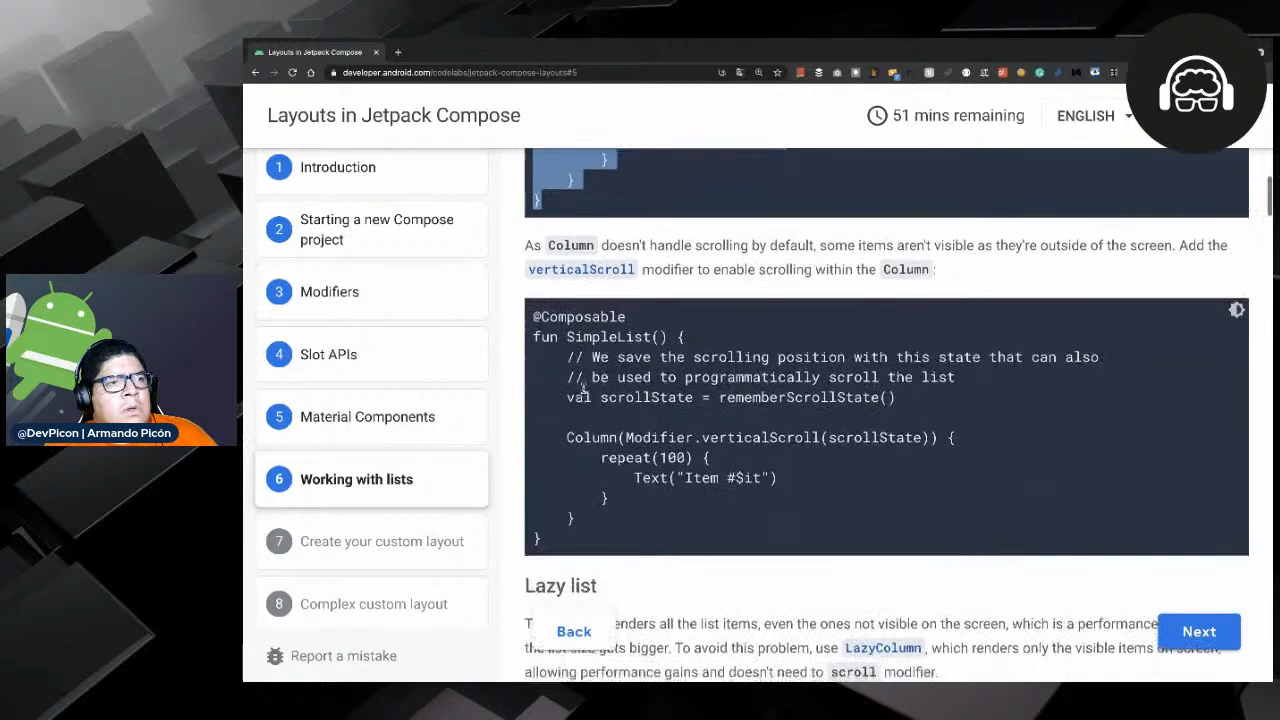 Layouts in Jetpack Compose
developer.android.com/codelabs/jetpack-compose-layouts#5
Layouts in Jetpack Compose
51 mins remaining
ENGLISH
1 Introduction
2 Starting a new Compose
project
3 Modifiers
4 Slot APIs
5 Material Components
6 Working with lists
7 Create your custom layout
8 Complex custom layout
Report a mistake
}
}
}
As Column doesn't handle scrolling by default, some items aren't visible as they're outside of the screen. Add the
verticalScroll modifier to enable scrolling within the Column:
@Composable
fun SimpleList() {
// We save the scrolling position with this state that can also
// be used to programmatically scroll the list
val scrollState = rememberScrollState()
Column(Modifier.verticalScroll(scrollState)) {
repeat(100) {
Text("Item #$it")
}
}
}
Lazy list
enders all the list items, even the ones not visible on the screen, which is a performance
gets bigger. To avoid this problem, use LazyColumn, which renders only the visible items on screen,
allowing performance gains and doesn't need to scroll modifier.
Back
Next
@DevPicon | Armando Picón